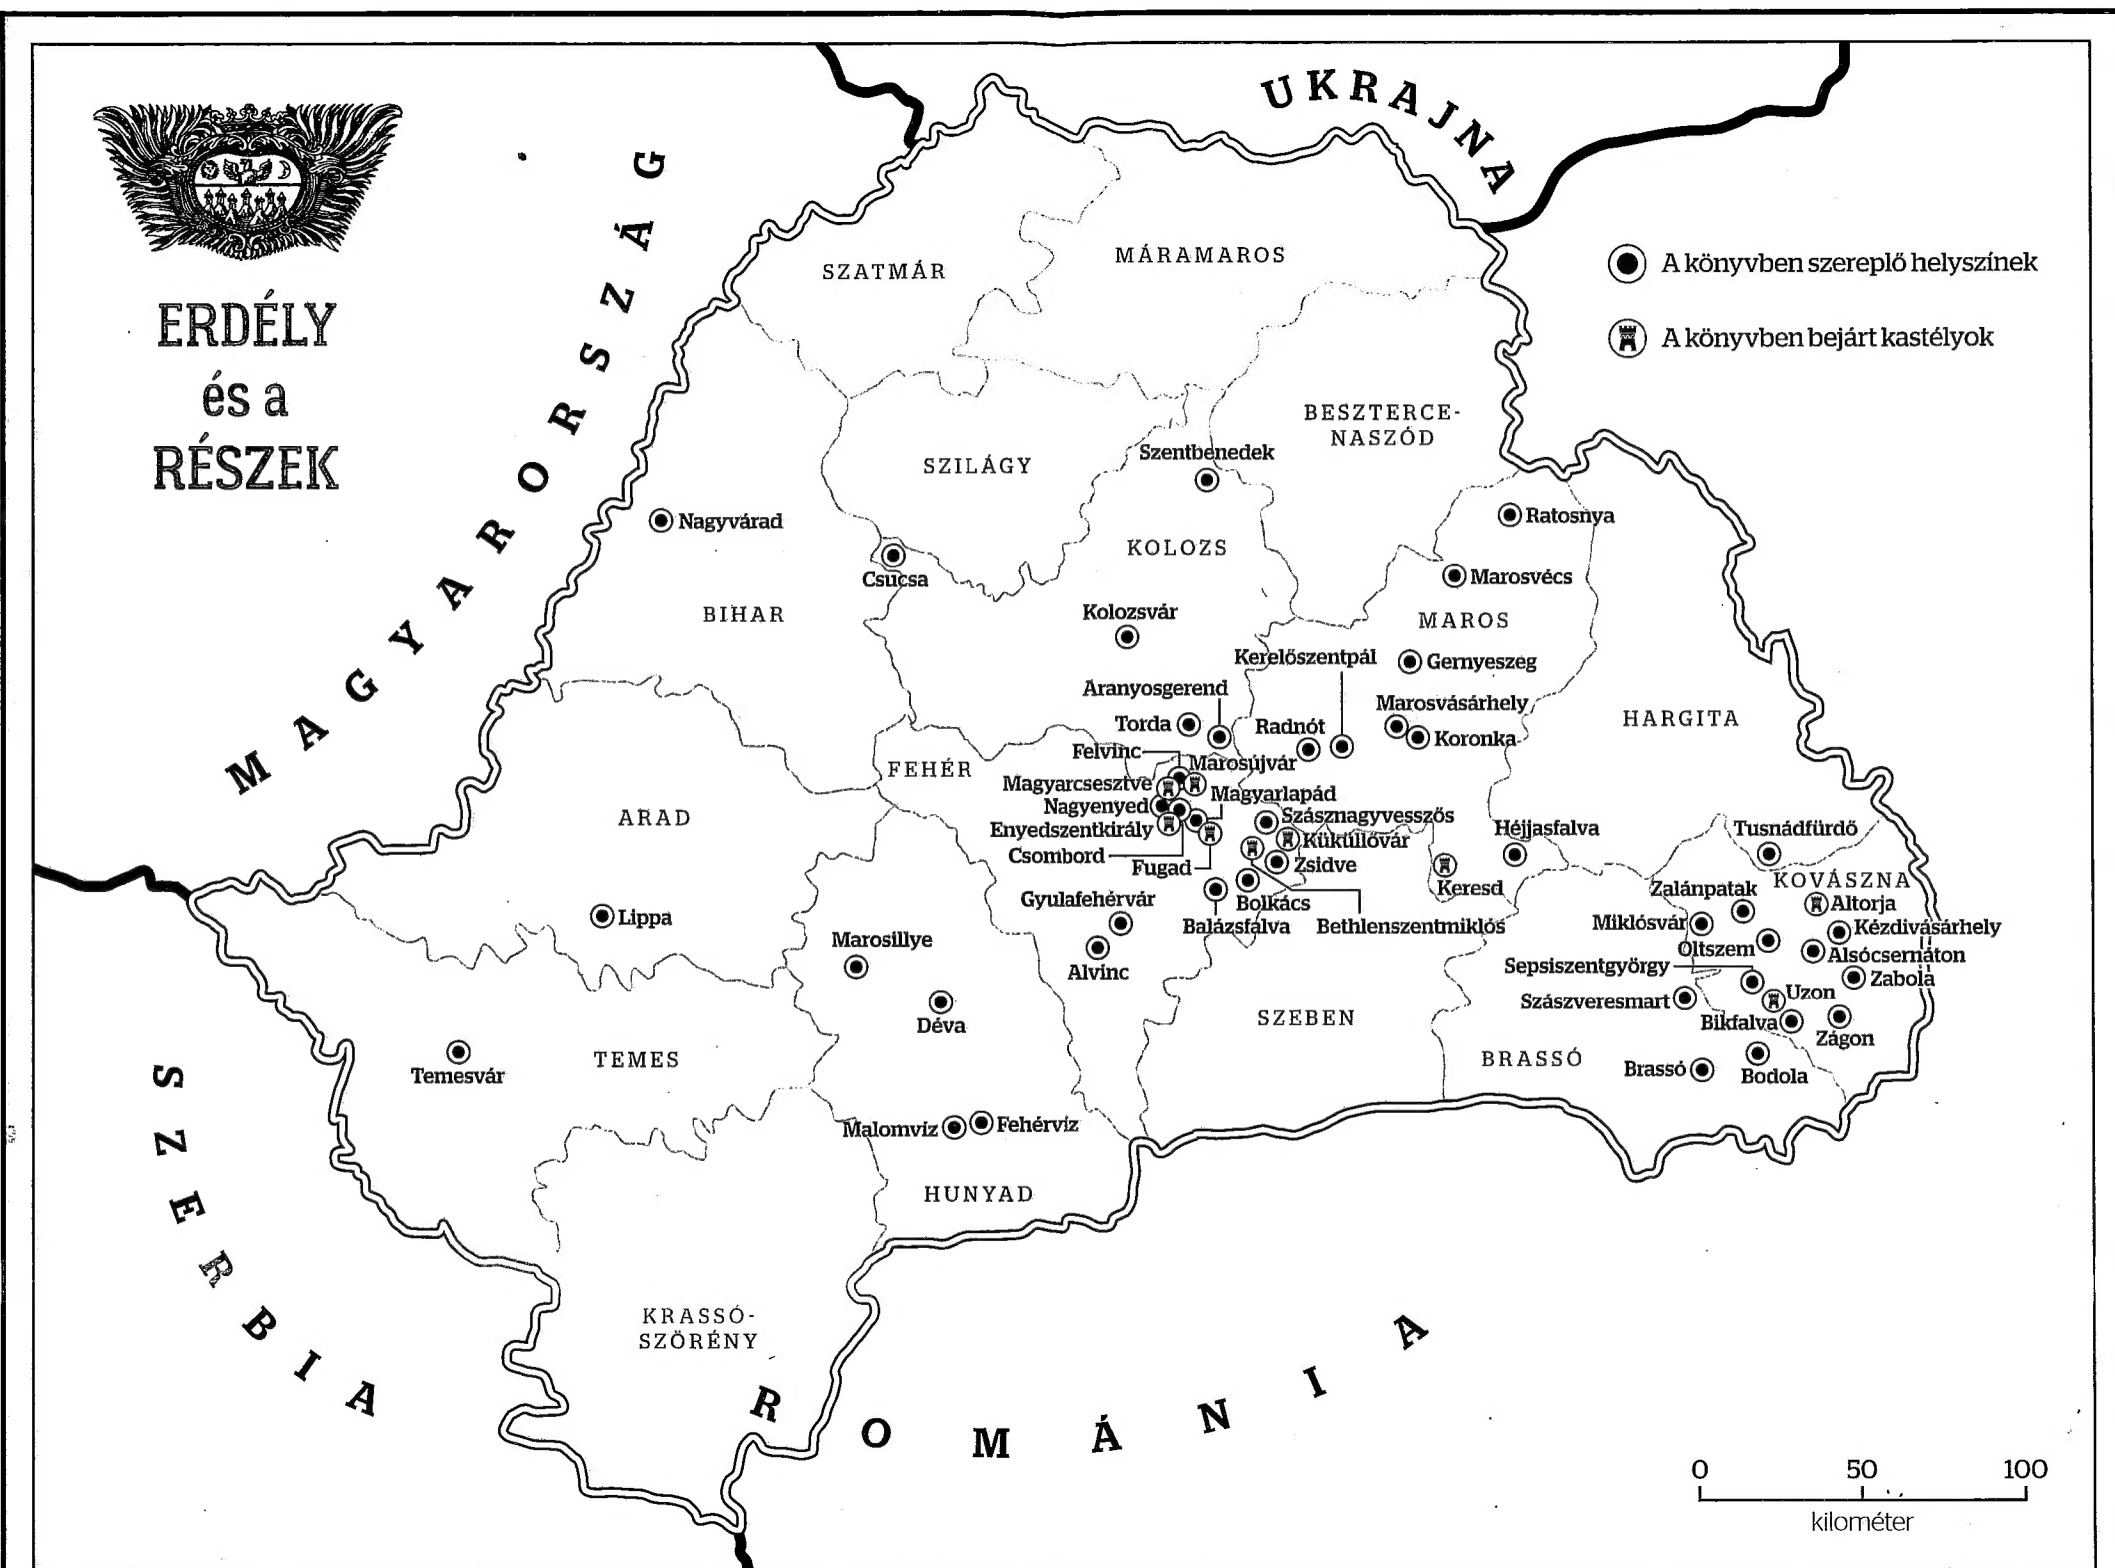 UKRAJNA
MAGYARORSZÁG
ERDÉLY
és a
RÉSZEK
A könyvben szereplő helyszínek
A könyvben bejárt kastélyok
SZATMÁR
MÁRAMAROS
BESZTERCE-
NASZÓD
SZILÁGY
Szentbenedek
Nagyvárad
Ratosnya
Csucsa
KOLOZS
Marosvécs
BIHAR
Kolozsvár
MAROS
Kerelőszentpál
Gernyeszeg
Aranyosgerend
Marosvásárhely
Torda
Radnót
HARGITA
Koronka
Felvinc
Marosújvár
FEHÉR
Magyarcsesztve
Magyarlapád
Nagyenyed
ARAD
Szásznagyvesszős
Enyedszentkirály
Héjjasfalva
Tusnádfürdő
Küküllővár
Csombord
Fugad
Zsidve
Keresd
Zalánpatak
KOVÁSZNA
Gyulafehérvár
Bolkács
Altorja
Lippa
Balázsfalva
Bethlenszentmiklós
Miklósvár
Kézdivásárhely
Marosillye
Oltszem
Alsócsernáton
Alvinc
Sepsiszentgyörgy
Zabola
Uzon
Szászveresmart
SZEBEN
Bikfalva
Déva
Zágon
TEMES
BRASSÓ
Brassó
Bodola
Temesvár
Malomvíz
Fehérvíz
HUNYAD
SZERBIA
KRASSÓ-
SZÖRÉNY
ROMÁNIA
0 50 100
kilométer